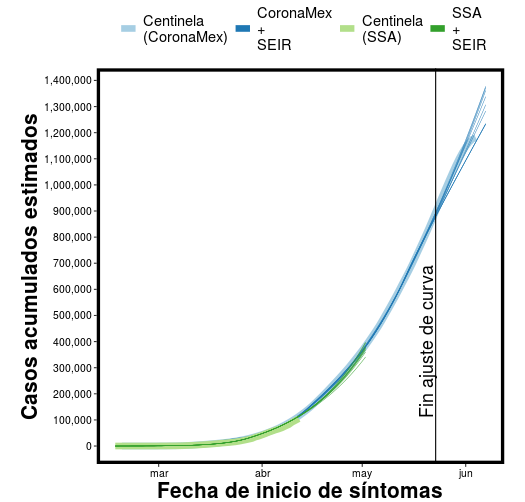 Centinela
(CoronaMex)
CoronaMex
+
SEIR
Centinela
(SSA)
SSA
+
SEIR
Casos acumulados estimados
1,400,000
1,300,000
1,200,000
1,100,000
1,000,000
900,000
800,000
700,000
600,000
500,000
400,000
300,000
200,000
100,000
0
Fin ajuste de curva
mar abr may jun
Fecha de inicio de síntomas